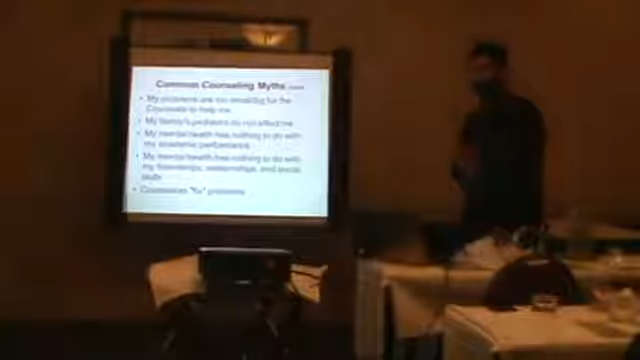 Common Counseling Myths cont.
• My problems are too small/big for the
Counselor to help me.
• My family's problems do not affect me.
• My mental health has nothing to do with
my academic performance.
• My mental health has nothing to do with
my friendships, relationships, and social
skills
• Counselors "fix" problems